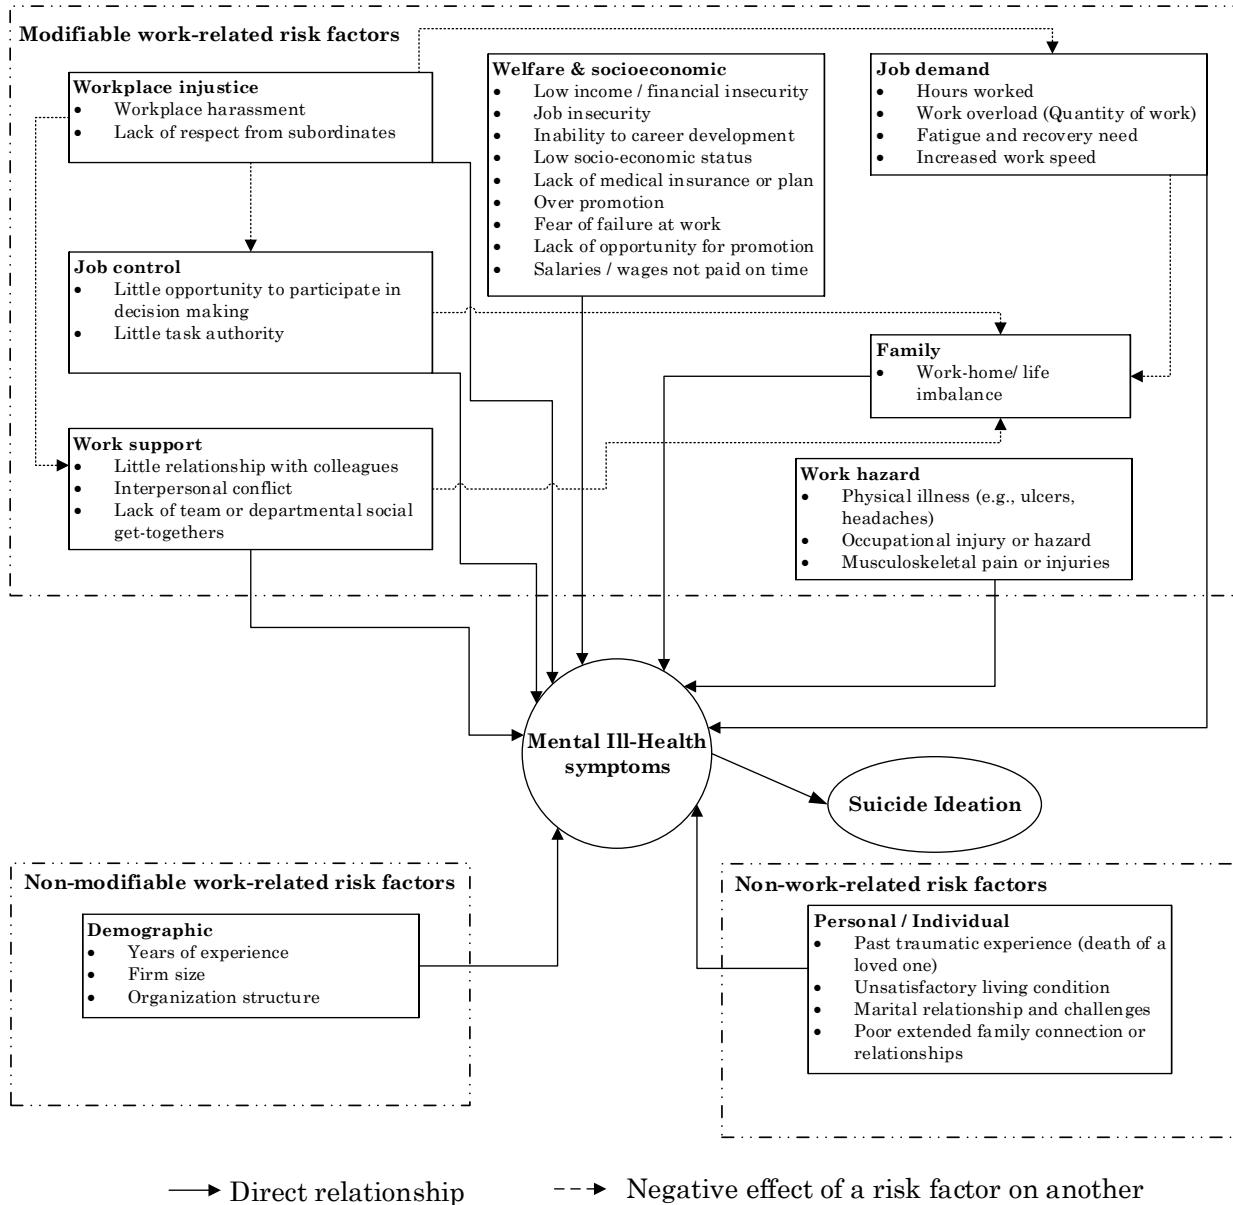 Modifiable work-related risk factors
Workplace injustice
• Workplace harassment
• Lack of respect from subordinates
Welfare & socioeconomic
• Low income / financial insecurity
• Job insecurity
• Inability to career development
• Low socio-economic status
• Lack of medical insurance or plan
• Over promotion
• Fear of failure at work
• Lack of opportunity for promotion
• Salaries / wages not paid on time
Job demand
• Hours worked
• Work overload (Quantity of work)
• Fatigue and recovery need
• Increased work speed
Job control
• Little opportunity to participate in
decision making
• Little task authority
Family
• Work-home/ life
imbalance
Work support
• Little relationship with colleagues
• Interpersonal conflict
• Lack of team or departmental social
get-togethers
Work hazard
• Physical illness (e.g., ulcers,
headaches)
• Occupational injury or hazard
• Musculoskeletal pain or injuries
Mental Ill-Health
symptoms
Suicide Ideation
Non-modifiable work-related risk factors
Demographic
• Years of experience
• Firm size
• Organization structure
Non-work-related risk factors
Personal / Individual
• Past traumatic experience (death of a
loved one)
• Unsatisfactory living condition
• Marital relationship and challenges
• Poor extended family connection or
relationships
Direct relationship
Negative effect of a risk factor on another